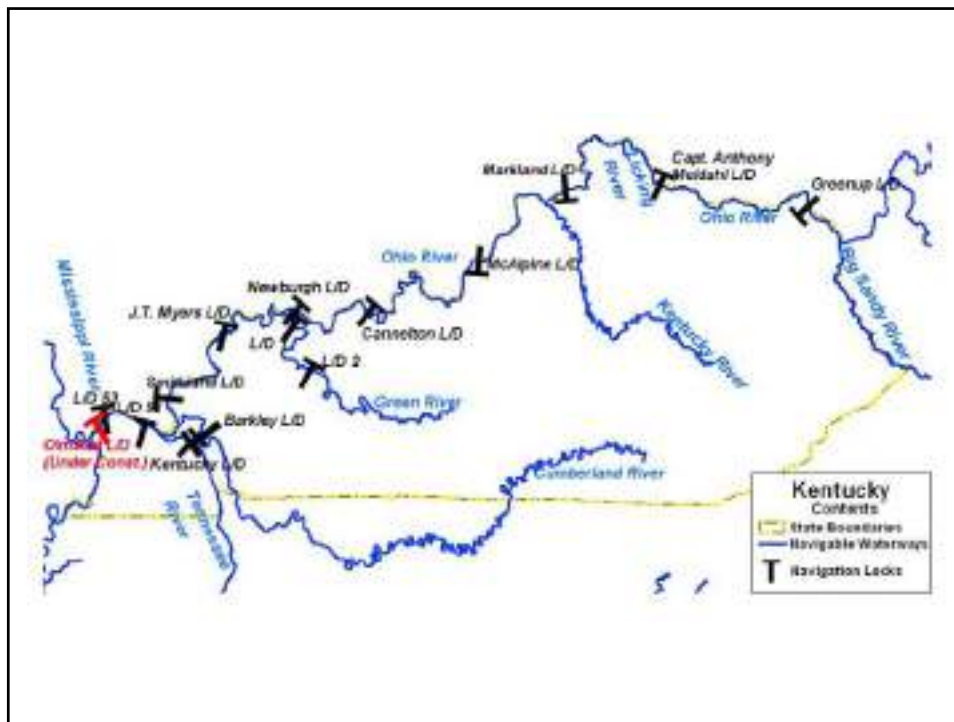 Capt. Anthony
Meldahl L/D
Markland L/D
Licking
River
Greenup L/D
Ohio River
Big Sandy River
Ohio River
McAlpine L/D
Mississippi River
Newburgh L/D
J.T. Myers L/D
Cannelton L/D
L/D 1
L/D 2
Kentucky River
Green River
Smithland L/D
L/D 53
L/D
Barkley L/D
Olmsted L/D
(Under Const.)
Kentucky L/D
Cumberland River
Tennessee
River
Kentucky
Contents
State Boundaries
Navigable Waterways
Navigation Locks